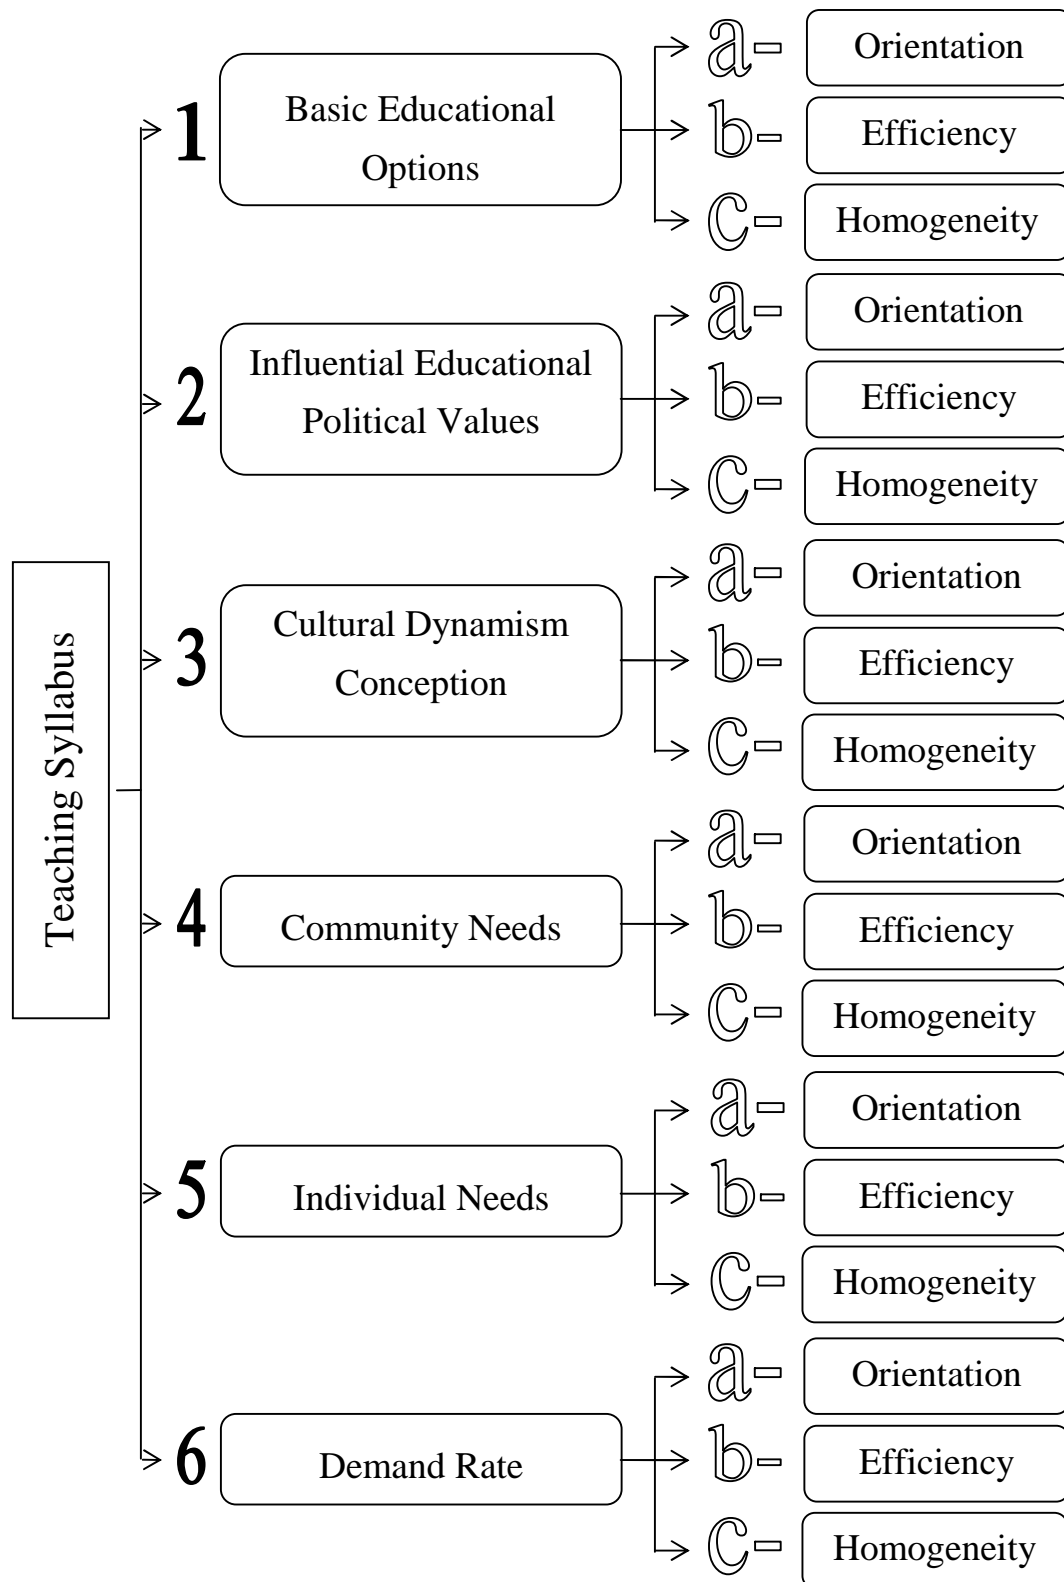 Teaching Syllabus
1
Basic Educational
Options
a- Orientation
b- Efficiency
c- Homogeneity
2
Influential Educational
Political Values
a- Orientation
b- Efficiency
c- Homogeneity
3
Cultural Dynamism
Conception
a- Orientation
b- Efficiency
c- Homogeneity
4
Community Needs
a- Orientation
b- Efficiency
c- Homogeneity
5
Individual Needs
a- Orientation
b- Efficiency
c- Homogeneity
6
Demand Rate
a- Orientation
b- Efficiency
c- Homogeneity